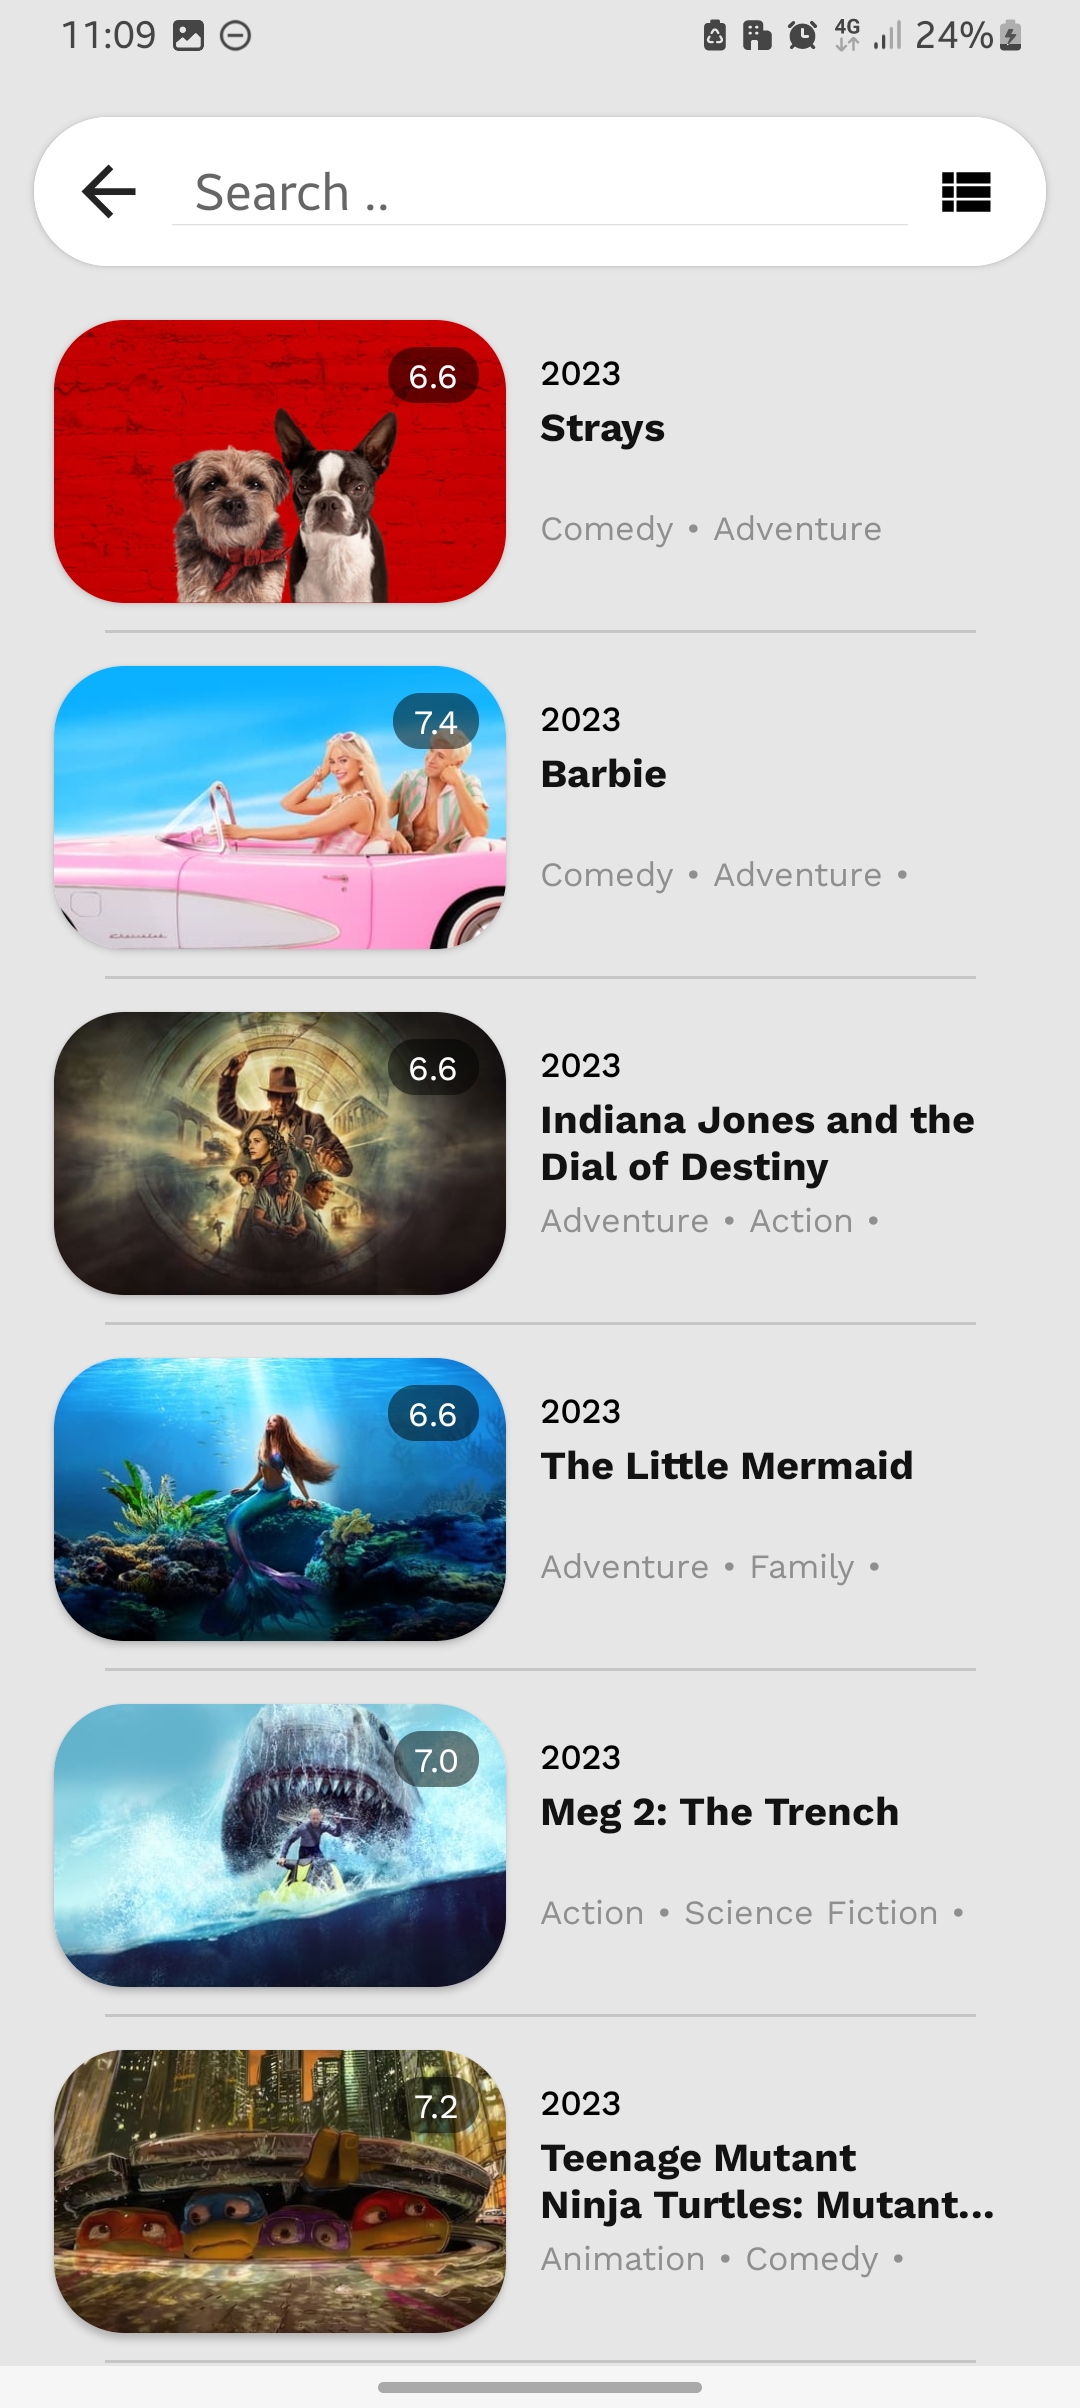 11:09
4G
24%
Search ..
6.6
2023
Strays
Comedy • Adventure
7.4
2023
Barbie
Comedy • Adventure •
6.6
2023
Indiana Jones and the
Dial of Destiny
Adventure • Action •
6.6
2023
The Little Mermaid
Adventure • Family •
7.0
2023
Meg 2: The Trench
Action • Science Fiction •
7.2
2023
Teenage Mutant
Ninja Turtles: Mutant...
Animation • Comedy •